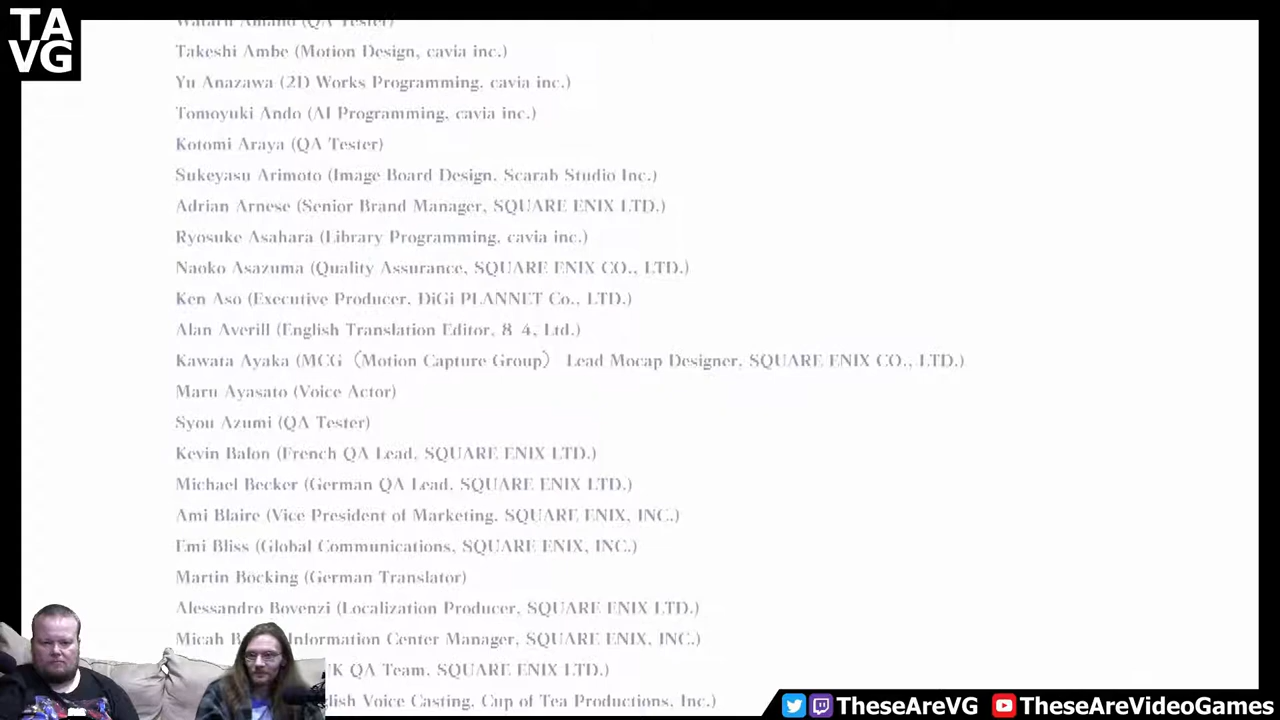 TA
VG
Takeshi Ambe (Motion Design, cavia inc.)
Yu Anazawa (2D Works Programming, cavia inc.)
Tomoyuki Ando (AI Programming, cavia inc.)
Kotomi Araya (QA Tester)
Sukeyasu Arimoto (Image Board Design, Scarab Studio Inc.)
Adrian Arnese (Senior Brand Manager, SQUARE ENIX LTD.)
Ryosuke Asahara (Library Programming, cavia inc.)
Naoko Asazuma (Quality Assurance, SQUARE ENIX CO., LTD.)
Ken Aso (Executive Producer, DiGi PLANNET Co., LTD.)
Alan Averill (English Translation Editor, 8-4, Ltd.)
Kawata Ayaka (MCG（Motion Capture Group） Lead Mocap Designer, SQUARE ENIX CO., LTD.)
Maru Ayasato (Voice Actor)
Syou Azumi (QA Tester)
Kevin Balon (French QA Lead, SQUARE ENIX LTD.)
Michael Becker (German QA Lead, SQUARE ENIX LTD.)
Ami Blaire (Vice President of Marketing, SQUARE ENIX, INC.)
Emi Bliss (Global Communications, SQUARE ENIX, INC.)
Martin Böcking (German Translator)
Alessandro Bovenzi (Localization Producer, SQUARE ENIX LTD.)
Micah Information Center Manager, SQUARE ENIX, INC.)
QA Team, SQUARE ENIX LTD.)
Voice Casting, Cup of Tea Productions, Inc.)
TheseAreVG TheseAreVideoGames